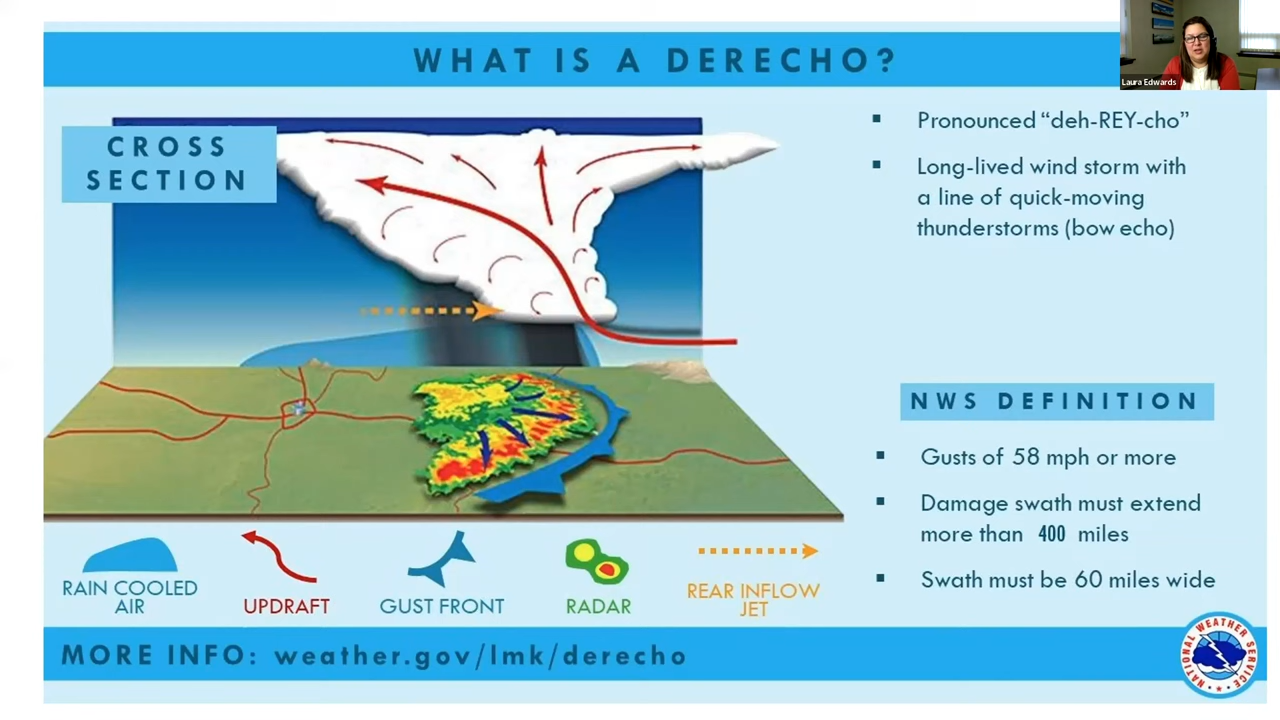 WHAT IS A DERECHO?
Laura Edwards
CROSS
SECTION
▪ Pronounced “deh-REY-cho”
▪ Long-lived wind storm with
a line of quick-moving
thunderstorms (bow echo)
NWS DEFINITION
▪ Gusts of 58 mph or more
▪ Damage swath must extend
more than 400 miles
▪ Swath must be 60 miles wide
RAIN COOLED
AIR
UPDRAFT
GUST FRONT
RADAR
REAR INFLOW
JET
MORE INFO: weather.gov/lmk/derecho
NATIONAL WEATHER SERVICE